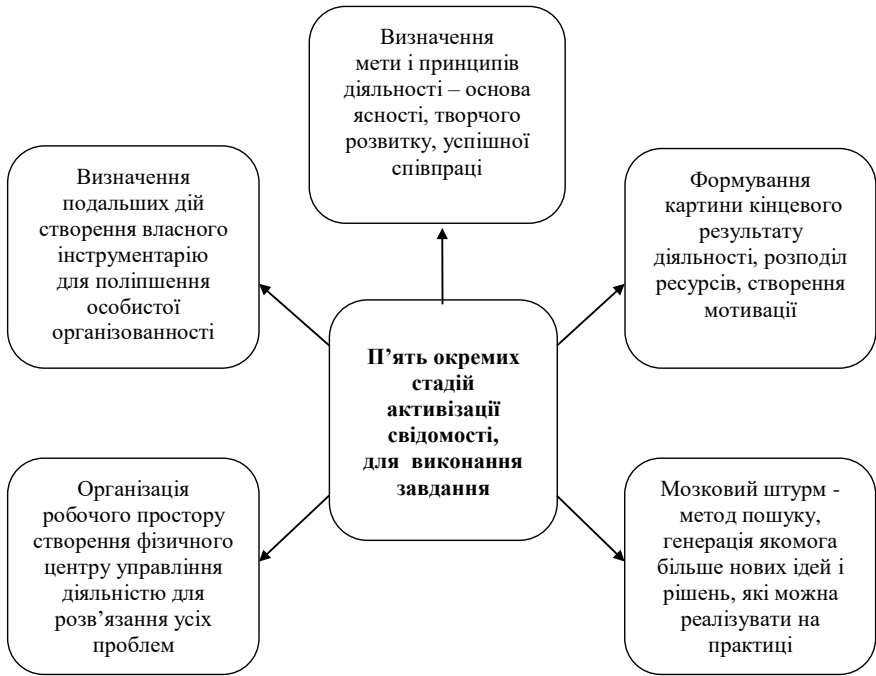 Визначення
мети і принципів
діяльності – основа
ясності, творчого
розвитку, успішної
співпраці
Визначення
подальших дій
створення власного
інструментарію
для поліпшення
особистої
організованності
Формування
картини кінцевого
результату
діяльності, розподіл
ресурсів, створення
мотивації
П’ять окремих
стадій
активізації
свідомості,
для виконання
завдання
Організація
робочого простору
створення фізичного
центру управління
діяльністю для
розв’язання усіх
проблем
Мозковий штурм -
метод пошуку,
генерація якомога
більше нових ідей і
рішень, які можна
реалізувати на
практиці